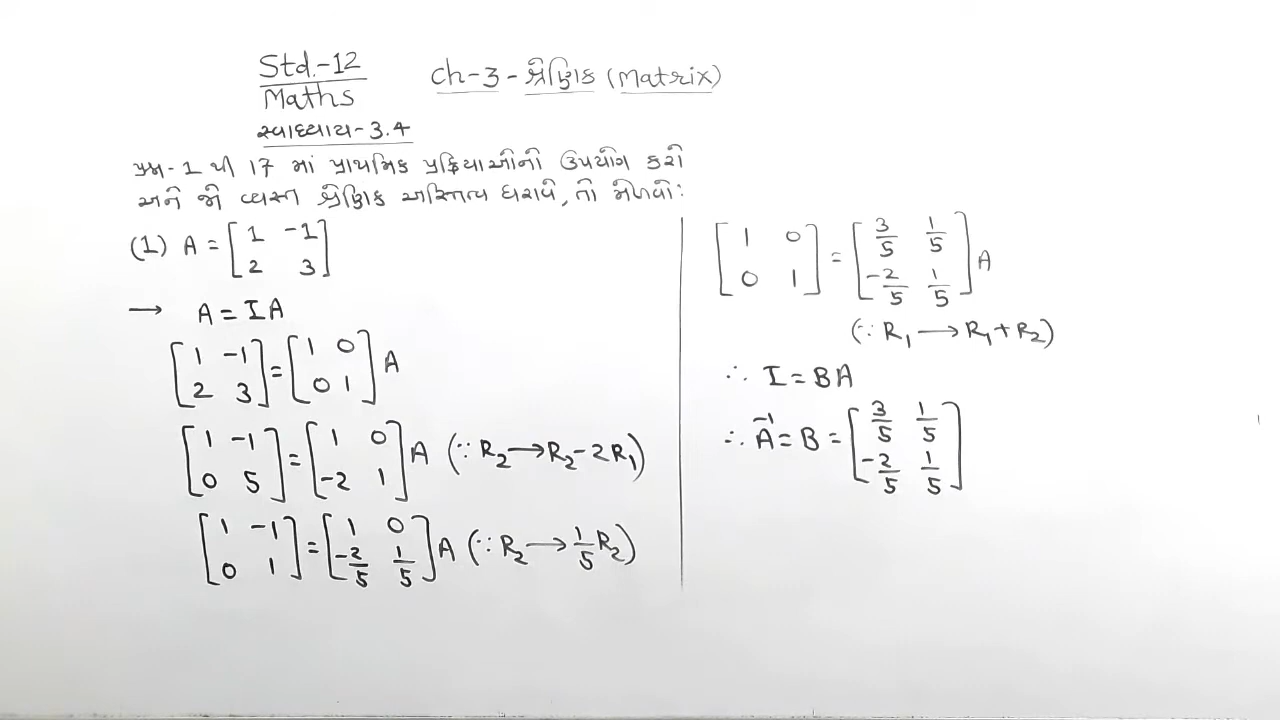 Std.-12
Maths
Ch-3 - શ્રેણિક (Matrix)
સ્વાધ્યાય-3.4
પ્રશ્ન-1 થી 17 માં પ્રાથમિક પ્રક્રિયાઓનો ઉપયોગ કરો
અને જો વ્યસ્ત શ્રેણિક અસ્તિત્વ ધરાવે, તો મેળવો:
(1) A = [1 -1
2 3]
→ A = IA
[1 -1
2 3] = [1 0
0 1] A
[1 -1
0 5] = [1 0
-2 1] A (∵ R₂ → R₂ - 2R₁)
[1 -1
0 1] = [1 0
-2/5 1/5] A (∵ R₂ → 1/5 R₂)
[1 0
0 1] = [3/5 1/5
-2/5 1/5] A
(∵ R₁ → R₁ + R₂)
∴ I = BA
∴ A⁻¹ = B = [3/5 1/5
-2/5 1/5]